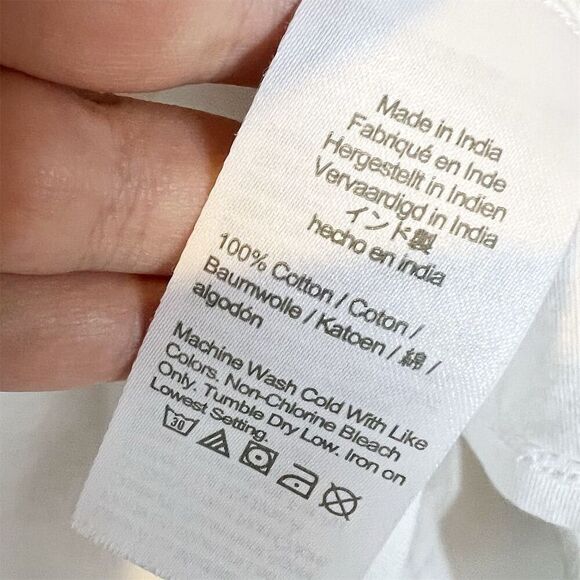 Made in India
Fabriqué en Inde
Hergestellt in Indien
Vervaardigd in India
インド製
hecho en india
100% Cotton / Coton /
Baumwolle / Katoen / 綿 /
algodón
Machine Wash Cold With Like
Colors. Non-Chlorine Bleach
Only. Tumble Dry Low. Iron on
Lowest Setting.
30